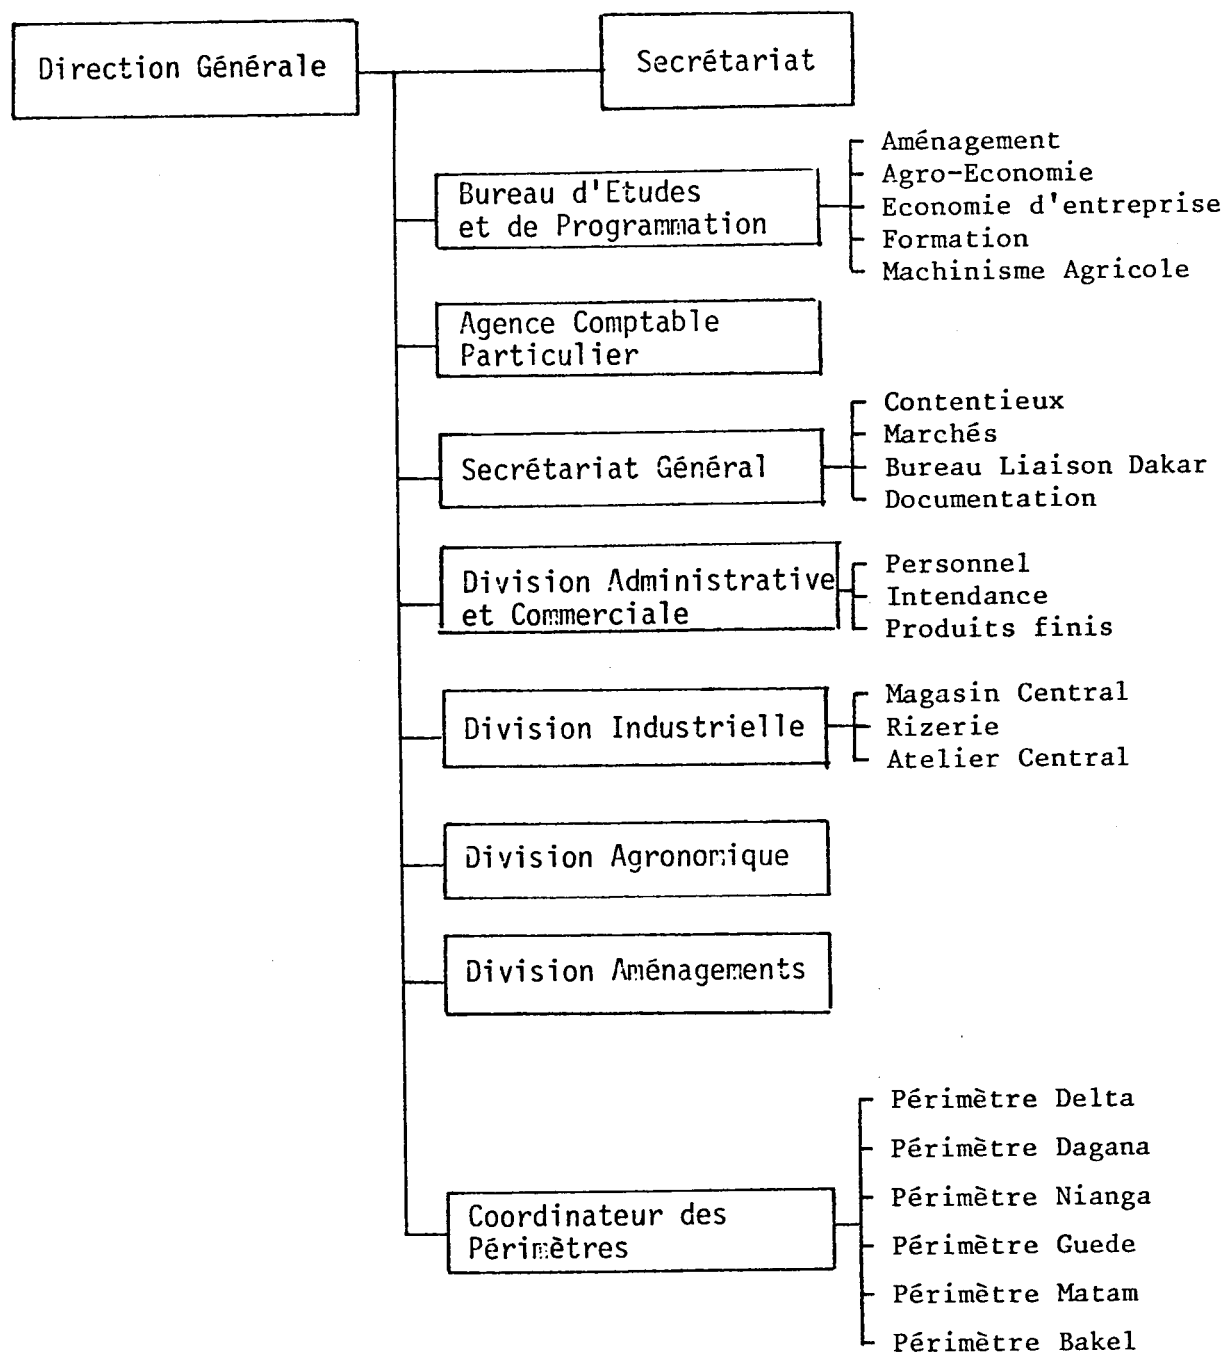 Direction Générale
Secrétariat
Bureau d'Etudes
et de Programmation
Aménagement
Agro-Economie
Economie d'entreprise
Formation
Machinisme Agricole
Agence Comptable
Particulier
Secrétariat Général
Contentieux
Marchés
Bureau Liaison Dakar
Documentation
Division Administrative
et Commerciale
Personnel
Intendance
Produits finis
Division Industrielle
Magasin Central
Rizerie
Atelier Central
Division Agronomique
Division Aménagements
Coordinateur des
Périmètres
Périmètre Delta
Périmètre Dagana
Périmètre Nianga
Périmètre Guede
Périmètre Matam
Périmètre Bakel